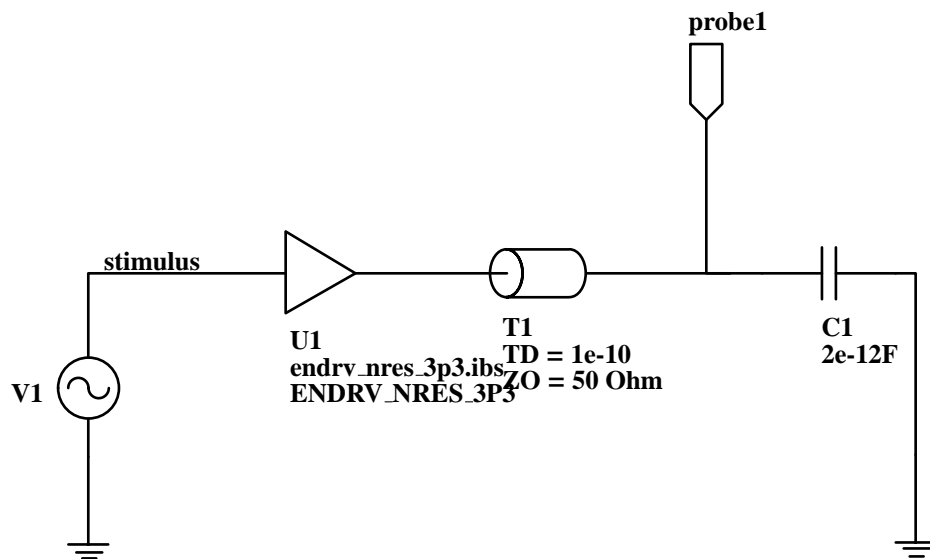 probe1
stimulus
V1
U1
endrv_nres_3p3.ibs
ENDRV_NRES_3P3
T1
TD = 1e-10
ZO = 50 Ohm
C1
2e-12F